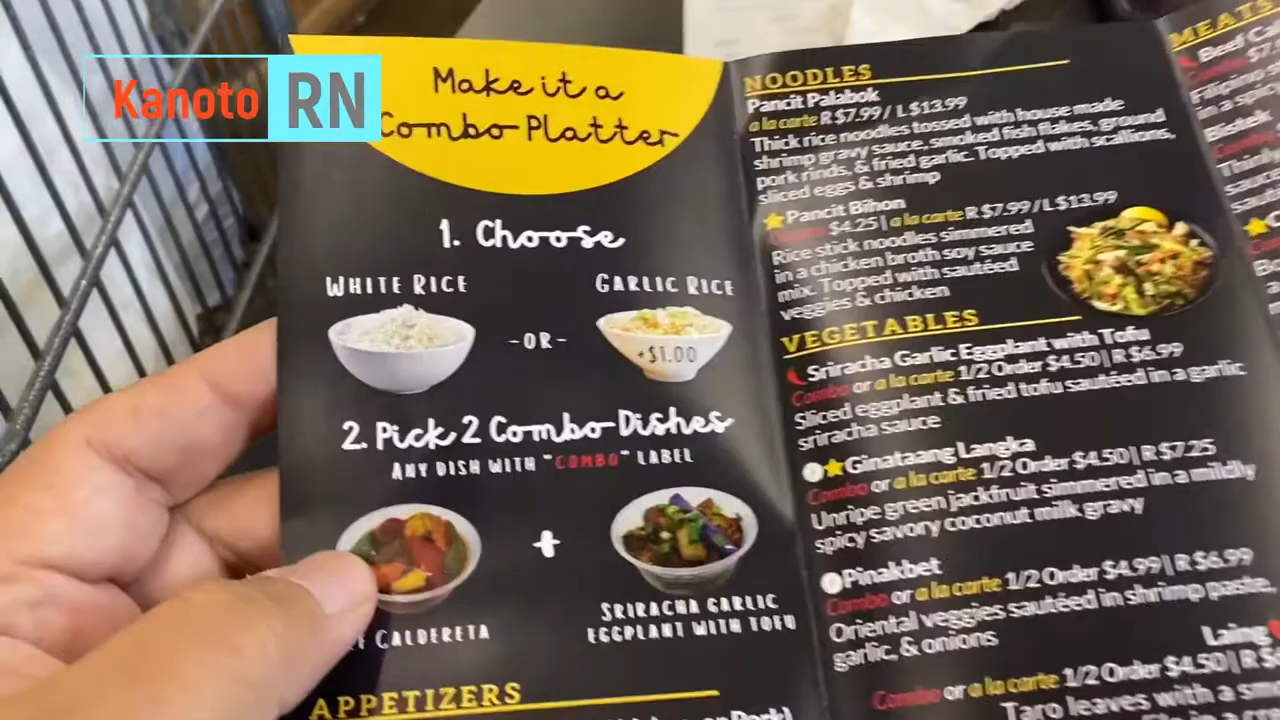 Kanoto RN
Make it a
Combo Platter
1. Choose
WHITE RICE
-OR-
GARLIC RICE
+$1.00
2. Pick 2 Combo Dishes
ANY DISH WITH "COMBO" LABEL
+
CALDERETA
SRIRACHA GARLIC
EGGPLANT WITH TOFU
APPETIZERS
NOODLES
Pancit Palabok
a la carte R $7.99 / L $13.99
Thick rice noodles tossed with house made
shrimp gravy sauce, smoked fish flakes, ground
pork rinds, & fried garlic. Topped with scallions,
sliced eggs & shrimp
Pancit Bihon
Combo $4.25 | a la carte R $7.99 / L $13.99
Rice stick noodles simmered
in a chicken broth soy sauce
mix. Topped with sautéed
veggies & chicken
VEGETABLES
Sriracha Garlic Eggplant with Tofu
Combo or a la carte 1/2 Order $4.50 | R $6.99
Sliced eggplant & fried tofu sautéed in a garlic
sriracha sauce
Ginataang Langka
Combo or a la carte 1/2 Order $4.50 | R $7.25
Unripe green jackfruit simmered in a mildly
spicy savory coconut milk gravy
Pinakbet
Combo or a la carte 1/2 Order $4.99 | R $6.99
Oriental veggies sautéed in shrimp paste,
garlic, & onions
Laing
Combo or a la carte 1/2 Order $4.50 | R
Taro leaves with a
MEATS
Beef
Filipino
in a spicy
Bistek